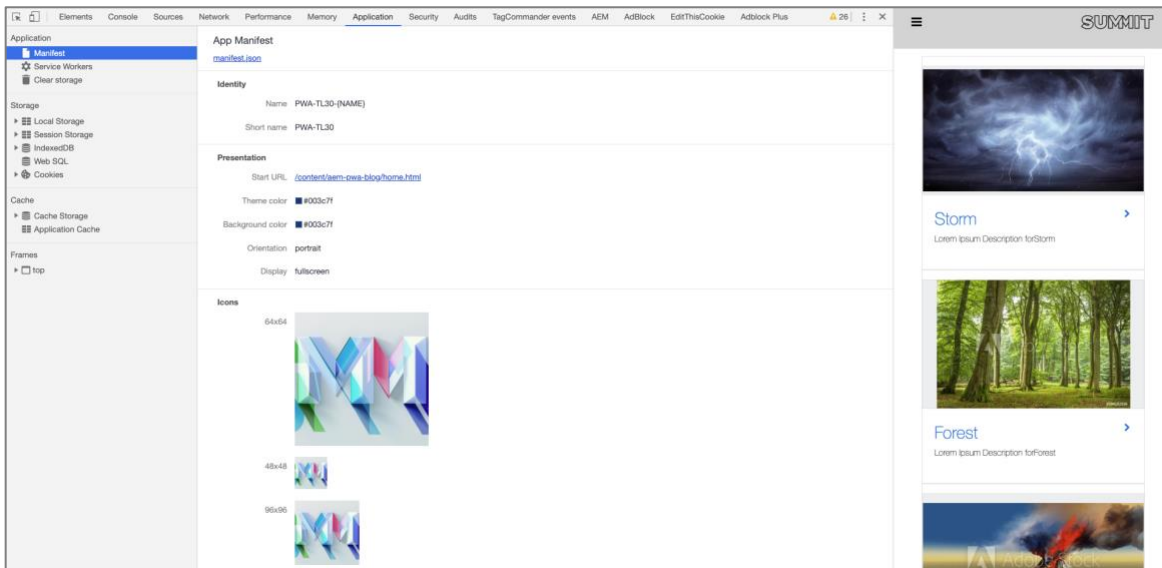 Elements Console Sources Network Performance Memory Application Security Audits TagCommander events AEM AdBlock EditThisCookie Adblock Plus 26
Application
Manifest
Service Workers
Clear storage
Storage
Local Storage
Session Storage
IndexedDB
Web SQL
Cookies
Cache
Cache Storage
Application Cache
Frames
top
App Manifest
manifest.json
Identity
Name PWA-TL30-{NAME}
Short name PWA-TL30
Presentation
Start URL /content/aem-pwa-blog/home.html
Theme color #003c7f
Background color #003c7f
Orientation portrait
Display fullscreen
Icons
64x64
48x48
96x96
SUMMIT
Storm
Lorem Ipsum Description forStorm
Forest
Lorem Ipsum Description forForest
Adobe Stock